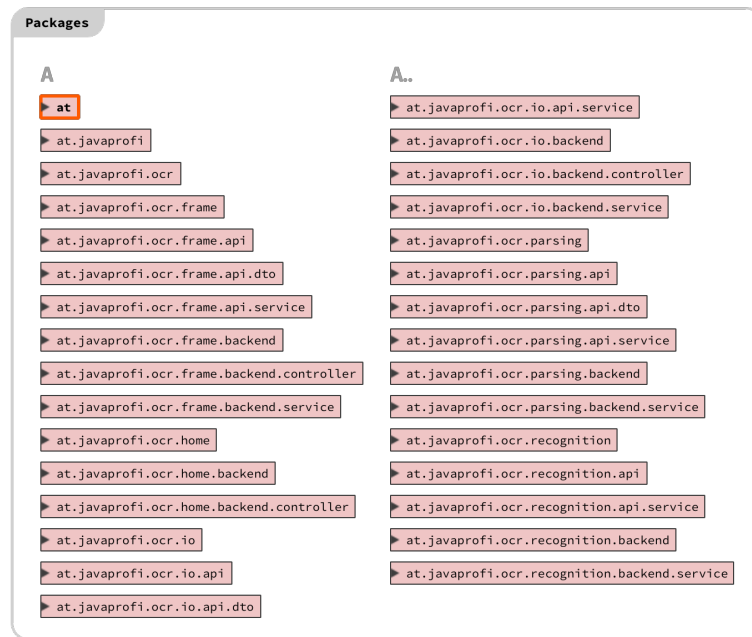 Packages
A
at
at.javaprofi
at.javaprofi.ocr
at.javaprofi.ocr.frame
at.javaprofi.ocr.frame.api
at.javaprofi.ocr.frame.api.dto
at.javaprofi.ocr.frame.api.service
at.javaprofi.ocr.frame.backend
at.javaprofi.ocr.frame.backend.controller
at.javaprofi.ocr.frame.backend.service
at.javaprofi.ocr.home
at.javaprofi.ocr.home.backend
at.javaprofi.ocr.home.backend.controller
at.javaprofi.ocr.io
at.javaprofi.ocr.io.api
at.javaprofi.ocr.io.api.dto
A..
at.javaprofi.ocr.io.api.service
at.javaprofi.ocr.io.backend
at.javaprofi.ocr.io.backend.controller
at.javaprofi.ocr.io.backend.service
at.javaprofi.ocr.parsing
at.javaprofi.ocr.parsing.api
at.javaprofi.ocr.parsing.api.dto
at.javaprofi.ocr.parsing.api.service
at.javaprofi.ocr.parsing.backend
at.javaprofi.ocr.parsing.backend.service
at.javaprofi.ocr.recognition
at.javaprofi.ocr.recognition.api
at.javaprofi.ocr.recognition.api.service
at.javaprofi.ocr.recognition.backend
at.javaprofi.ocr.recognition.backend.service